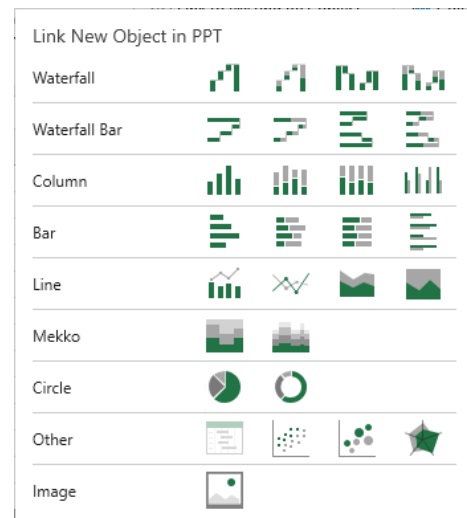 Link New Object in PPT
Waterfall
Waterfall Bar
Column
Bar
Line
Mekko
Circle
Other
Image